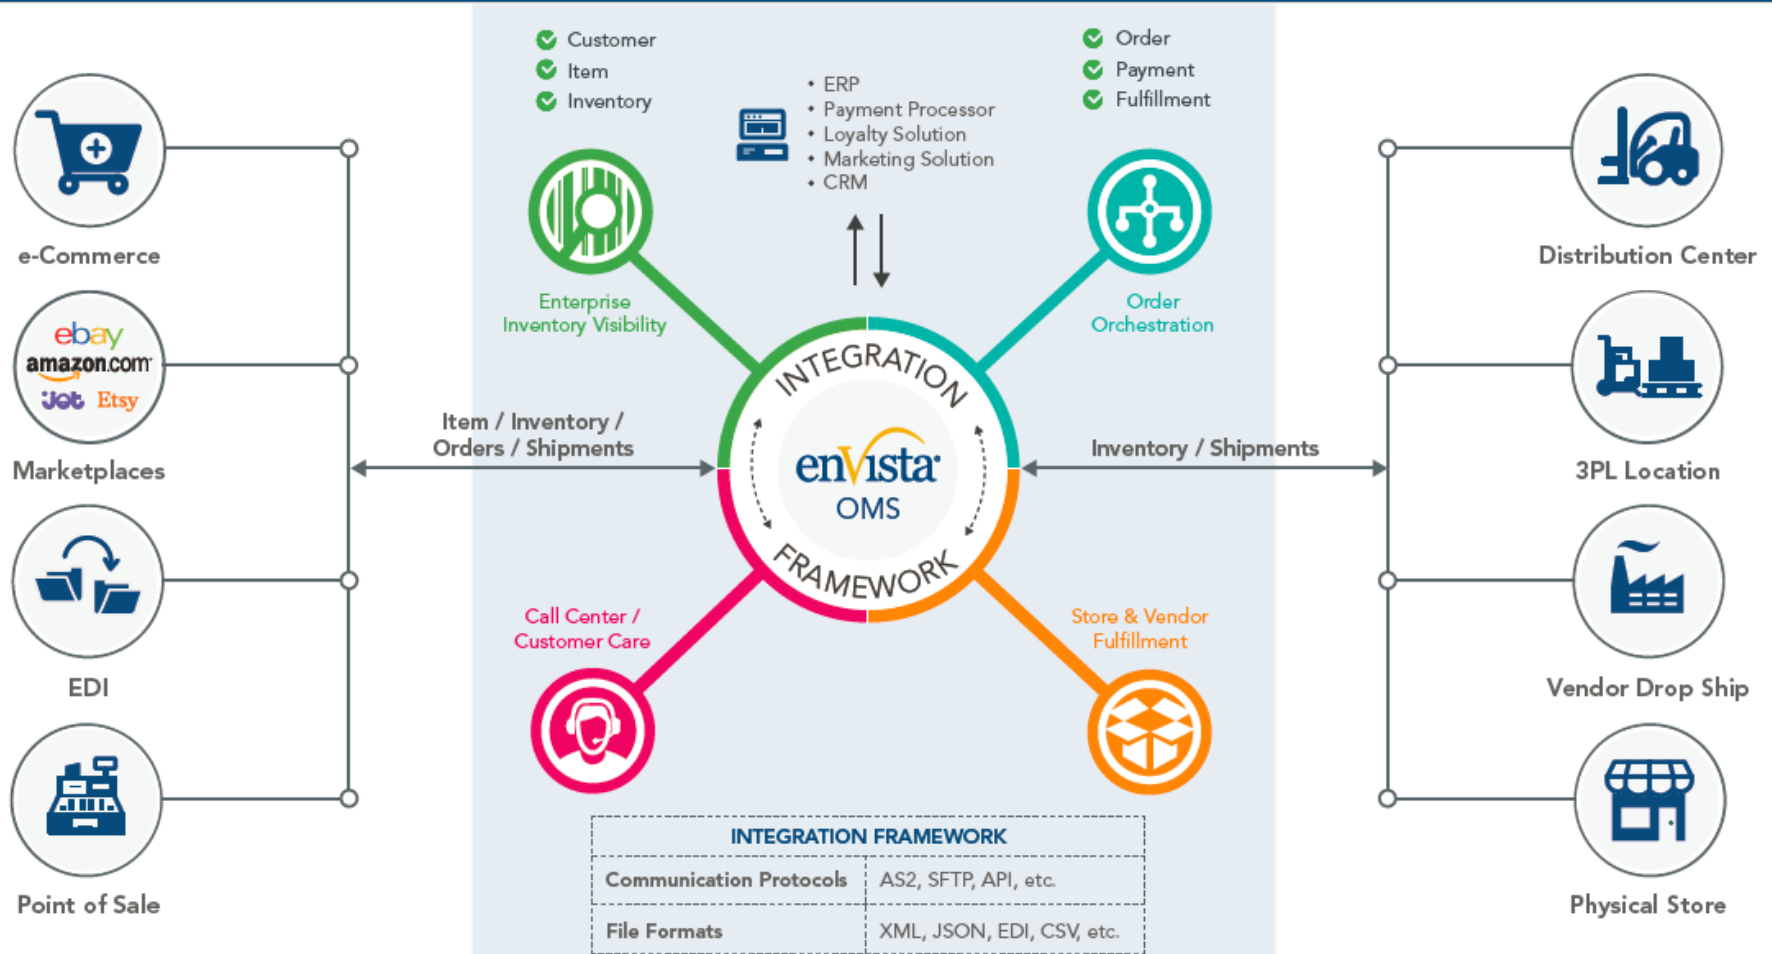 Customer
Item
Inventory
ERP
Payment Processor
Loyalty Solution
Marketing Solution
CRM
Order
Payment
Fulfillment
e-Commerce
ebay
amazon.com
Jet Etsy
Marketplaces
EDI
Point of Sale
Item / Inventory /
Orders / Shipments
Enterprise
Inventory Visibility
Order
Orchestration
INTEGRATION
enVista
OMS
FRAMEWORK
Call Center /
Customer Care
Store & Vendor
Fulfillment
Inventory / Shipments
Distribution Center
3PL Location
Vendor Drop Ship
Physical Store
INTEGRATION FRAMEWORK
Communication Protocols AS2, SFTP, API, etc.
File Formats XML, JSON, EDI, CSV, etc.